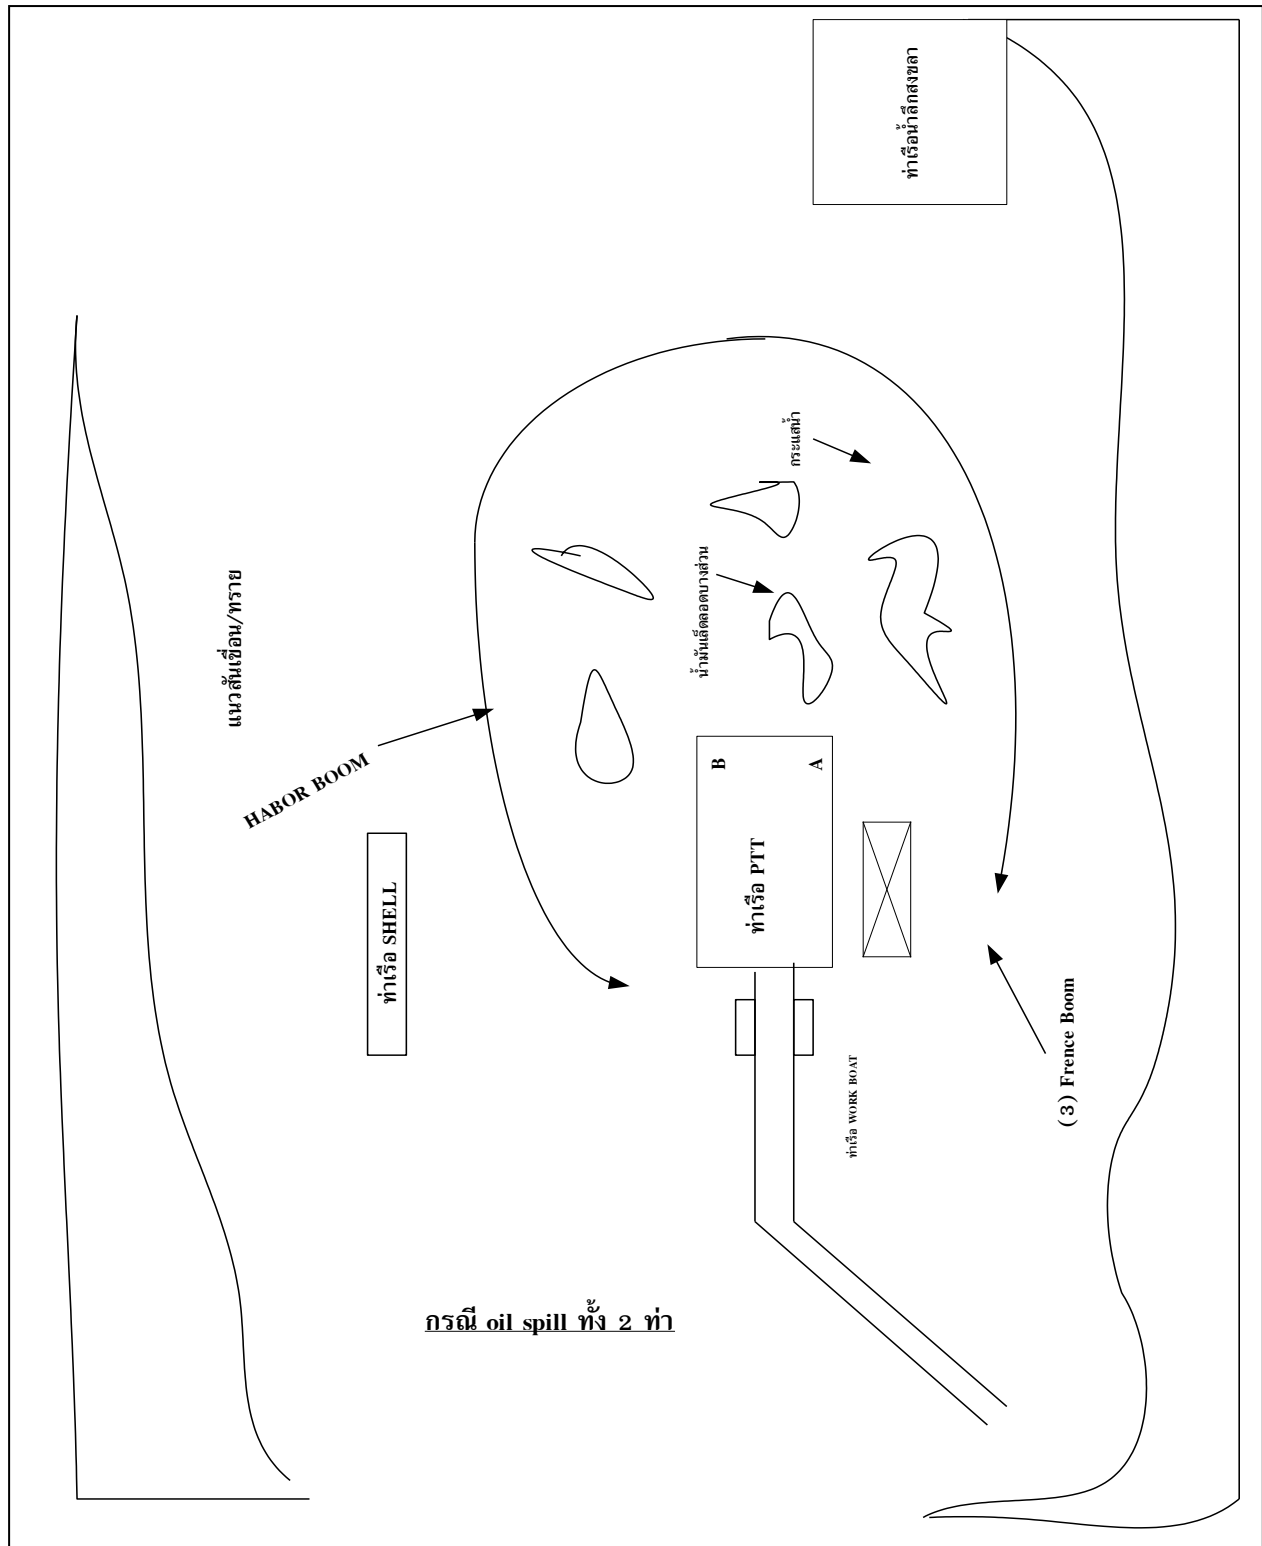 ท่าเรือน้ำลึกสงขลา
กระแสน้ำ
น้ำมันเล็ดลอดบางส่วน
แนวสันเขื่อน/ทราย
HABOR BOOM
B
A
ท่าเรือ PTT
ท่าเรือ SHELL
(3) Frence Boom
ท่าเรือ WORK BOAT
กรณี oil spill ทั้ง 2 ท่า